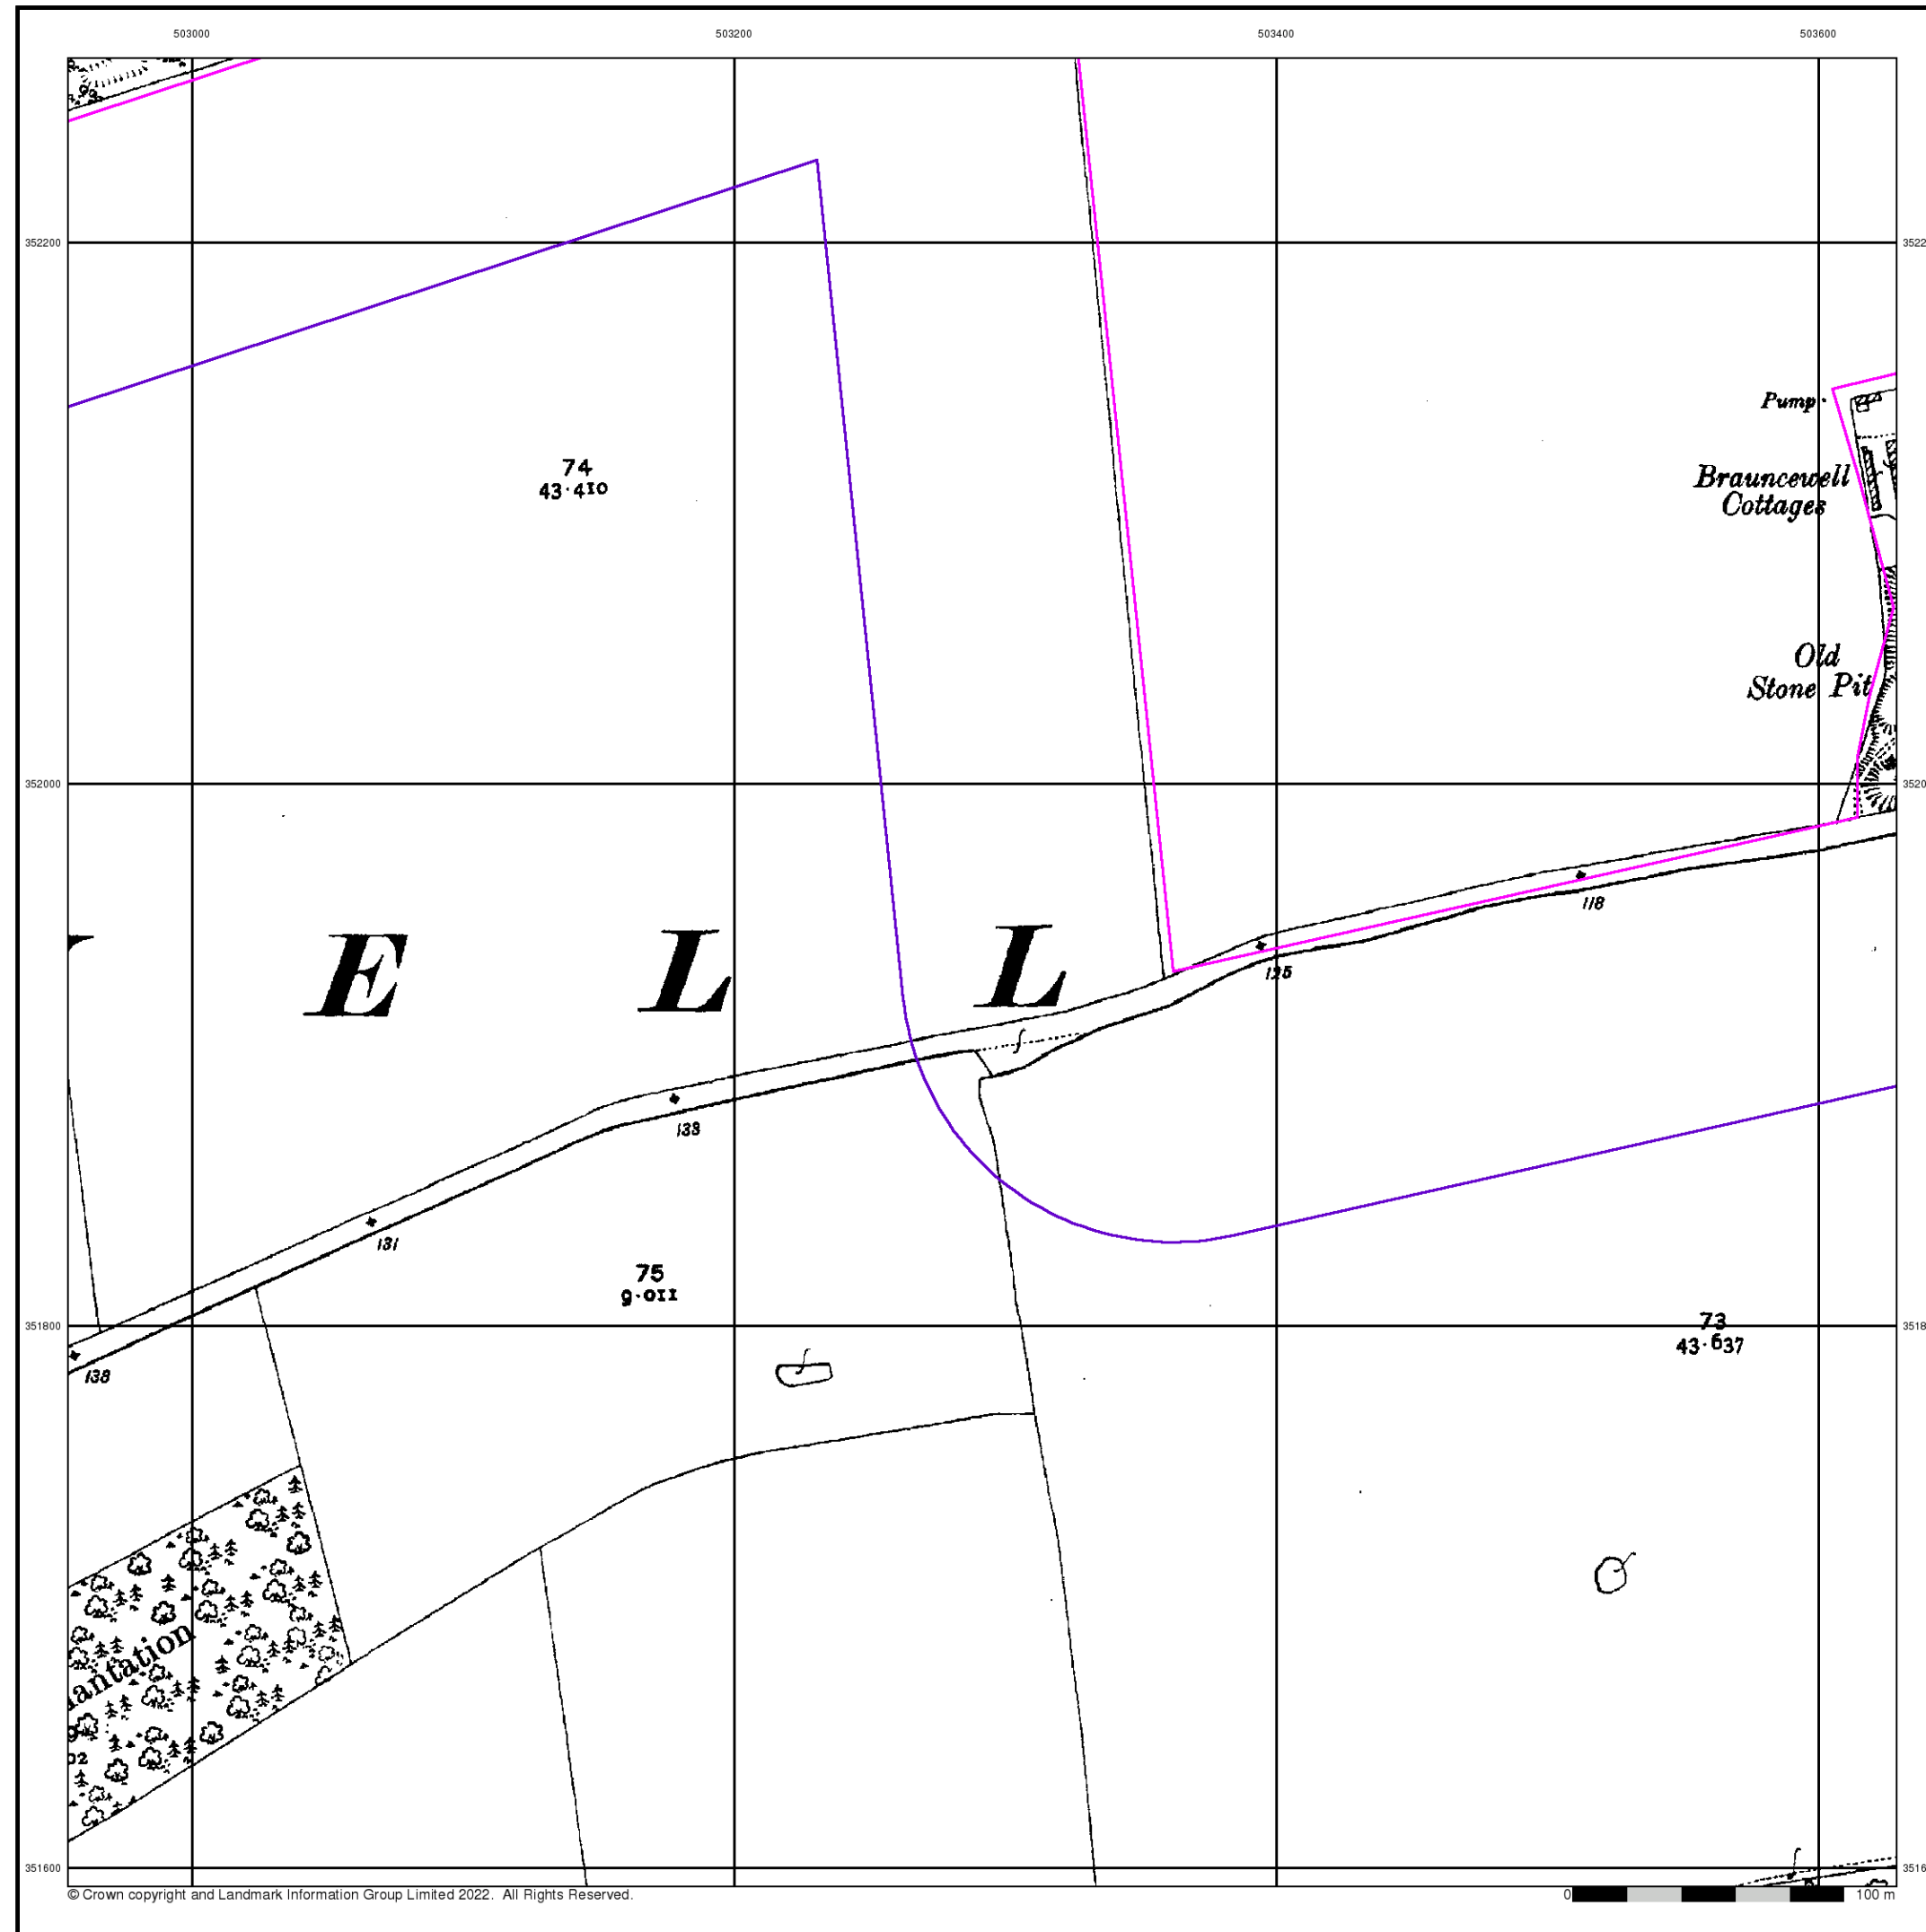 503000 503200 503400 503600
352200
Pump
74
43·410
Brauncewell
Cottages
Old
Stone Pit
352000
118
E L L
125
133
131
75
9·011
351800
73
43·637
138
lantation
02
351600
© Crown copyright and Landmark Information Group Limited 2022. All Rights Reserved.
0 100 m